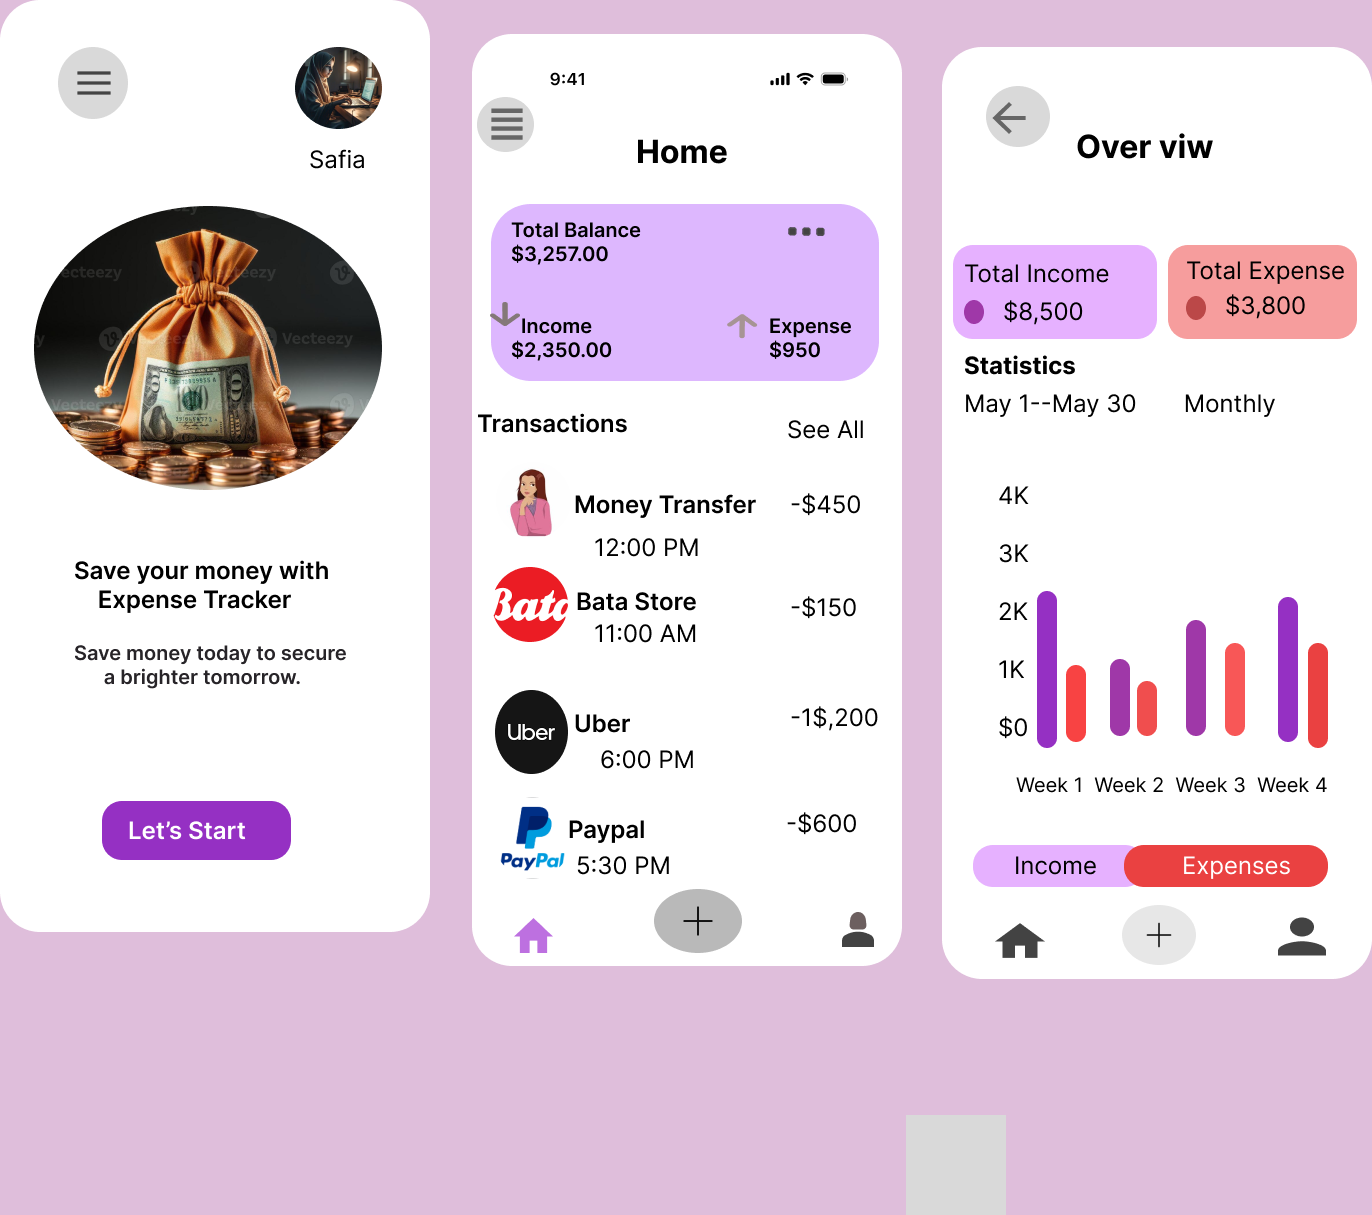 Safia
Vecteezy
Vecteezy
Vecteezy
Vecteezy
Save your money with
Expense Tracker
Save money today to secure
a brighter tomorrow.
Let’s Start
9:41
Home
Total Balance
$3,257.00
Income
$2,350.00
Expense
$950
Transactions
See All
Money Transfer
-$450
12:00 PM
Bata
Bata Store
-$150
11:00 AM
Uber
Uber
-1$,200
6:00 PM
PayPal
Paypal
-$600
5:30 PM
Over viw
Total Income
$8,500
Total Expense
$3,800
Statistics
May 1--May 30
Monthly
4K
3K
2K
1K
$0
Week 1
Week 2
Week 3
Week 4
Income
Expenses